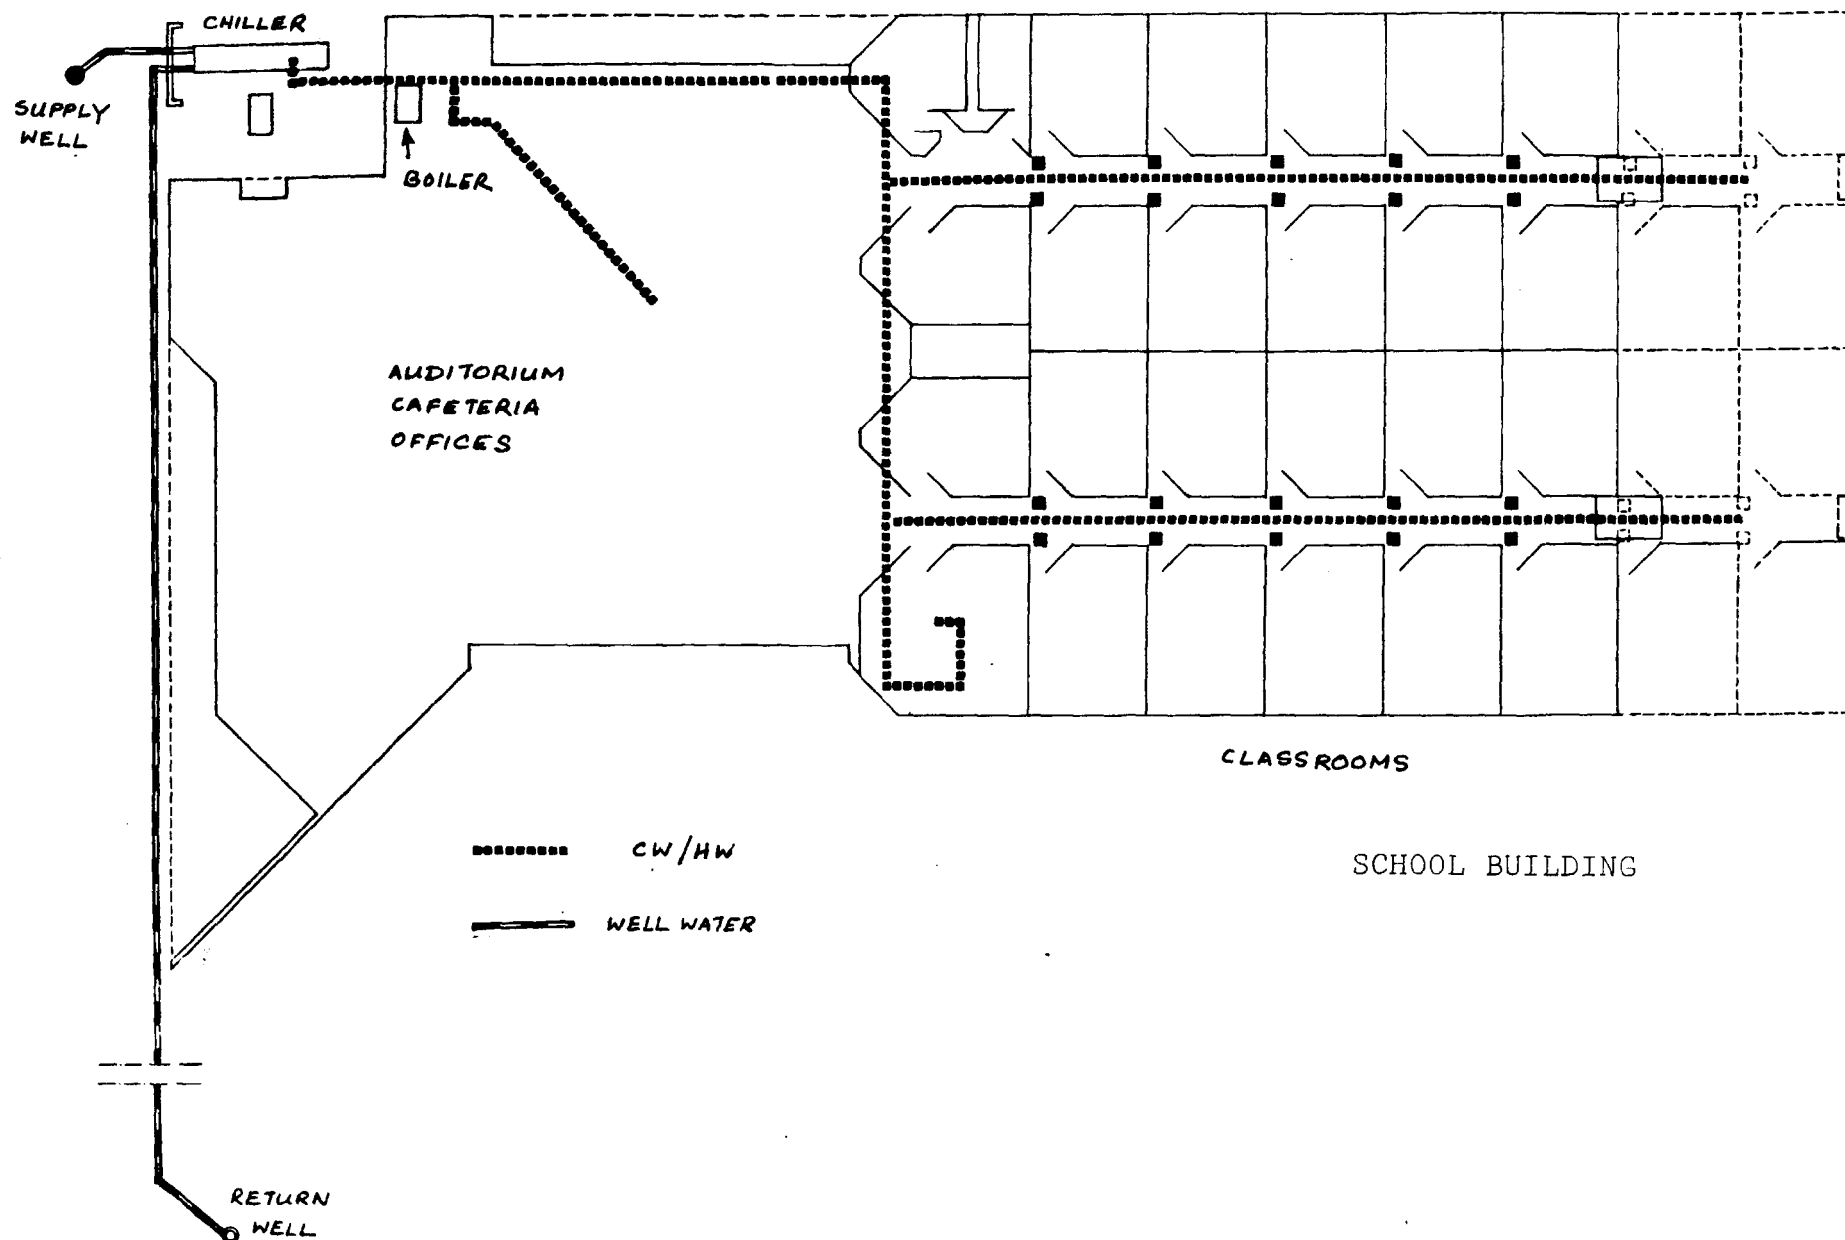 CHILLER
SUPPLY
WELL
BOILER
AUDITORIUM
CAFETERIA
OFFICES
CLASSROOMS
CW/HW
SCHOOL BUILDING
WELL WATER
RETURN
WELL